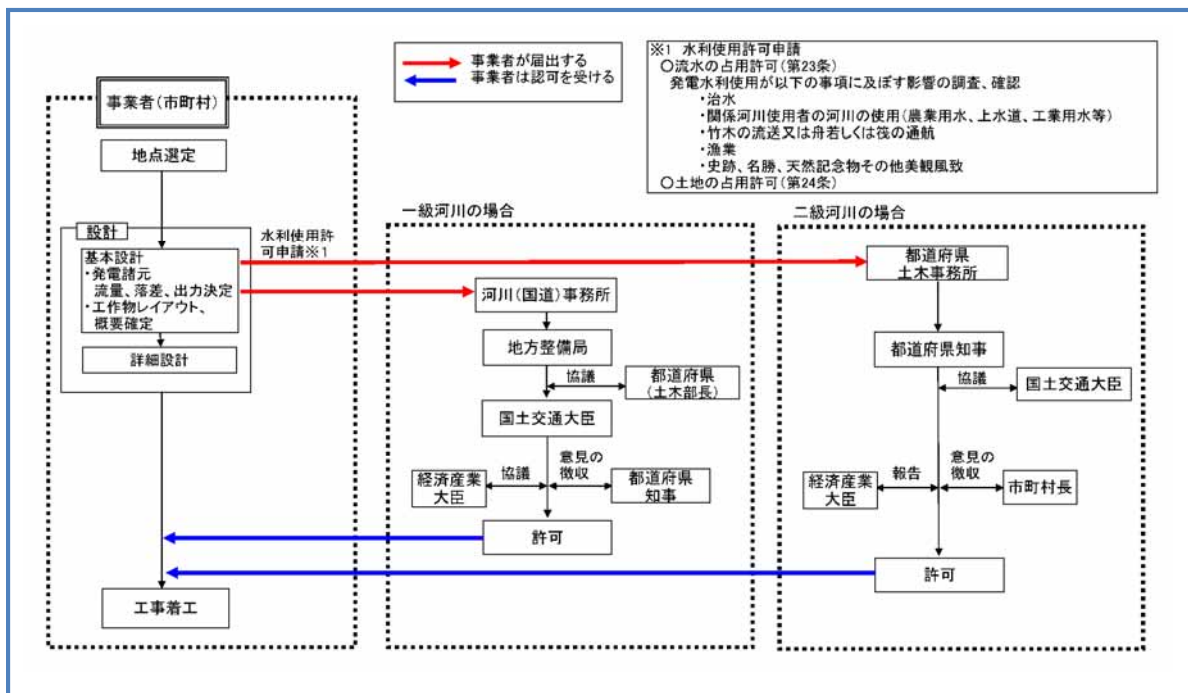 事業者が届出する
事業者は認可を受ける
※1 水利使用許可申請
○流水の占用許可(第23条)
発電水利使用が以下の事項に及ぼす影響の調査、確認
・治水
・関係河川使用者の河川の使用(農業用水、上水道、工業用水等)
・竹木の流送又は舟若しくは筏の通航
・漁業
・史跡、名勝、天然記念物その他美観風致
○土地の占用許可(第24条)
事業者(市町村)
地点選定
設計
基本設計
・発電諸元
流量、落差、出力決定
・工作物レイアウト、
概要確定
詳細設計
工事着工
水利使用許
可申請※1
一級河川の場合
河川(国道)事務所
地方整備局
協議
都道府県
(土木部長)
国土交通大臣
経済産業
大臣
協議
意見の
徴収
都道府県
知事
許可
二級河川の場合
都道府県
土木事務所
都道府県知事
協議
国土交通大臣
経済産業
大臣
報告
意見の
徴収
市町村長
許可